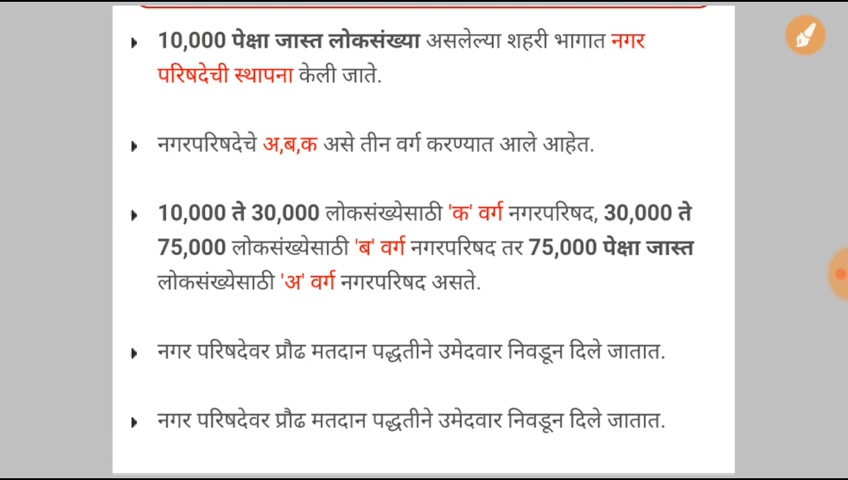 10,000 पेक्षा जास्त लोकसंख्या असलेल्या शहरी भागात नगर
परिषदेची स्थापना केली जाते.
नगरपरिषदेचे अ,ब,क असे तीन वर्ग करण्यात आले आहेत.
10,000 ते 30,000 लोकसंख्येसाठी 'क' वर्ग नगरपरिषद, 30,000 ते
75,000 लोकसंख्येसाठी 'ब' वर्ग नगरपरिषद तर 75,000 पेक्षा जास्त
लोकसंख्येसाठी 'अ' वर्ग नगरपरिषद असते.
नगर परिषदेवर प्रौढ मतदान पद्धतीने उमेदवार निवडून दिले जातात.
नगर परिषदेवर प्रौढ मतदान पद्धतीने उमेदवार निवडून दिले जातात.